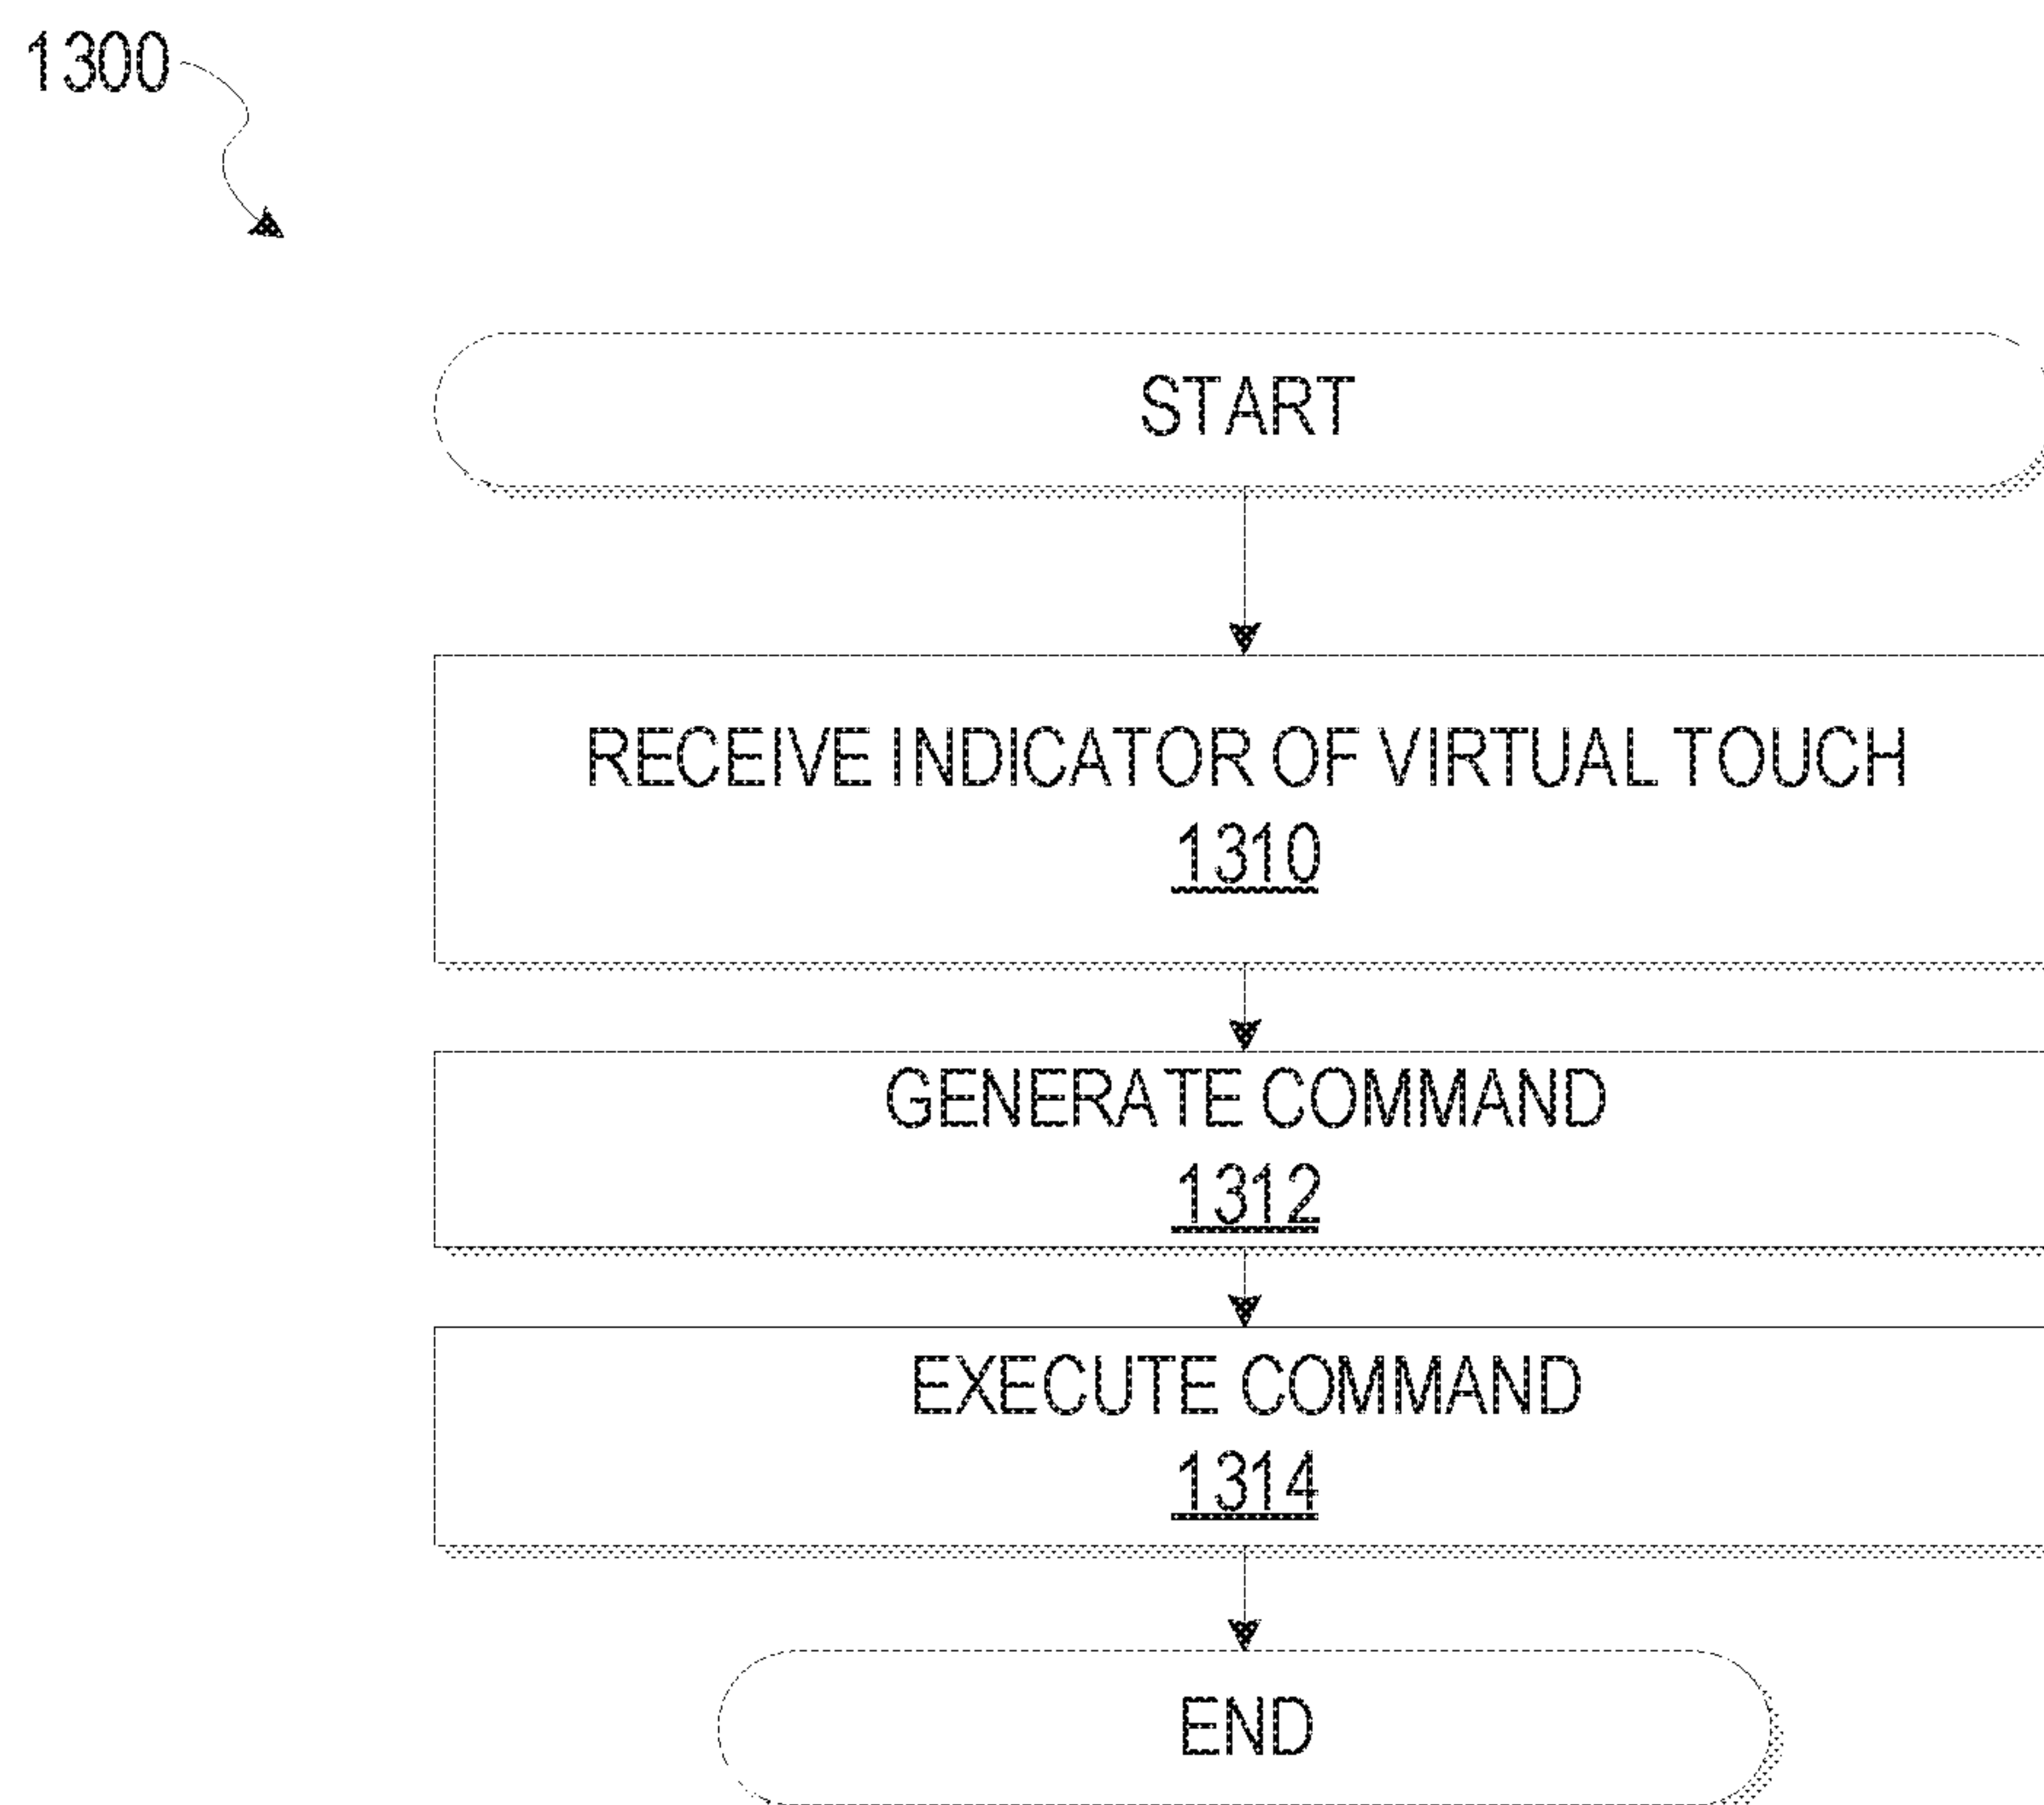 1300
START
RECEIVE INDICATOR OF VIRTUAL TOUCH
1310
GENERATE COMMAND
1312
EXECUTE COMMAND
1314
END